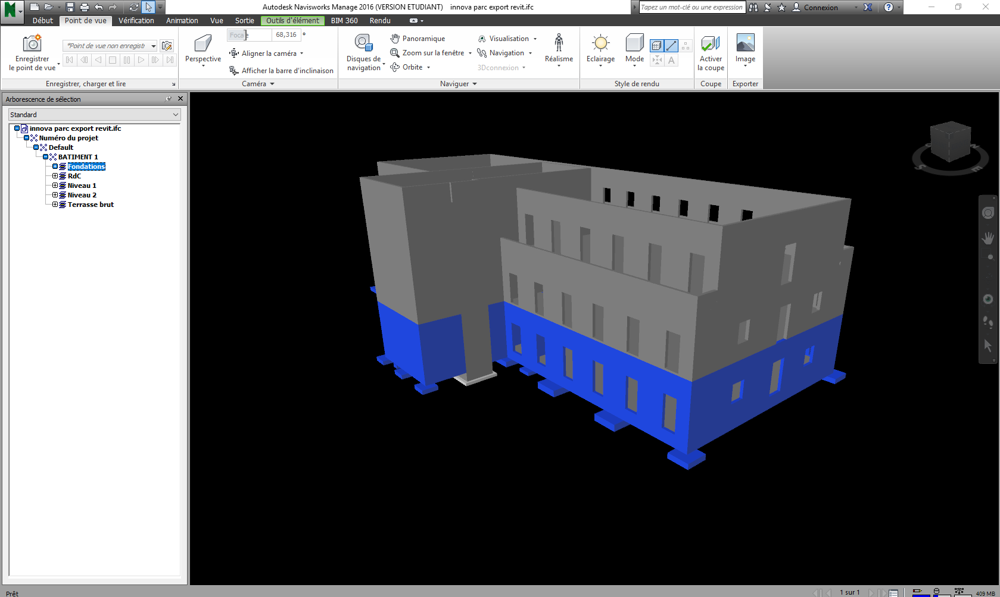 Autodesk Navisworks Manage 2016 (VERSION ETUDIANT) innova parc export revit.ifc
Tapez un mot-clé ou une expression
Connexion
Début Point de vue Vérification Animation Vue Sortie Outils d'élément BIM 360 Rendu
Enregistrer
le point de vue
*Point de vue non enregistr
Enregistrer, charger et lire
Perspective
Focale
68,316 °
Aligner la caméra
Afficher la barre d'inclinaison
Caméra
Disques de
navigation
Panoramique
Zoom sur la fenêtre
Orbite
Visualisation
Navigation
3Dconnexion
Réalisme
Naviguer
Eclairage
Mode
A
Style de rendu
Activer
la coupe
Coupe
Image
Exporter
Arborescence de sélection
Standard
innova parc export revit.ifc
Numéro du projet
Default
BATIMENT 1
Fondations
RdC
Niveau 1
Niveau 2
Terrasse brut
N
S
E
Prêt
1 sur 1
409 MB